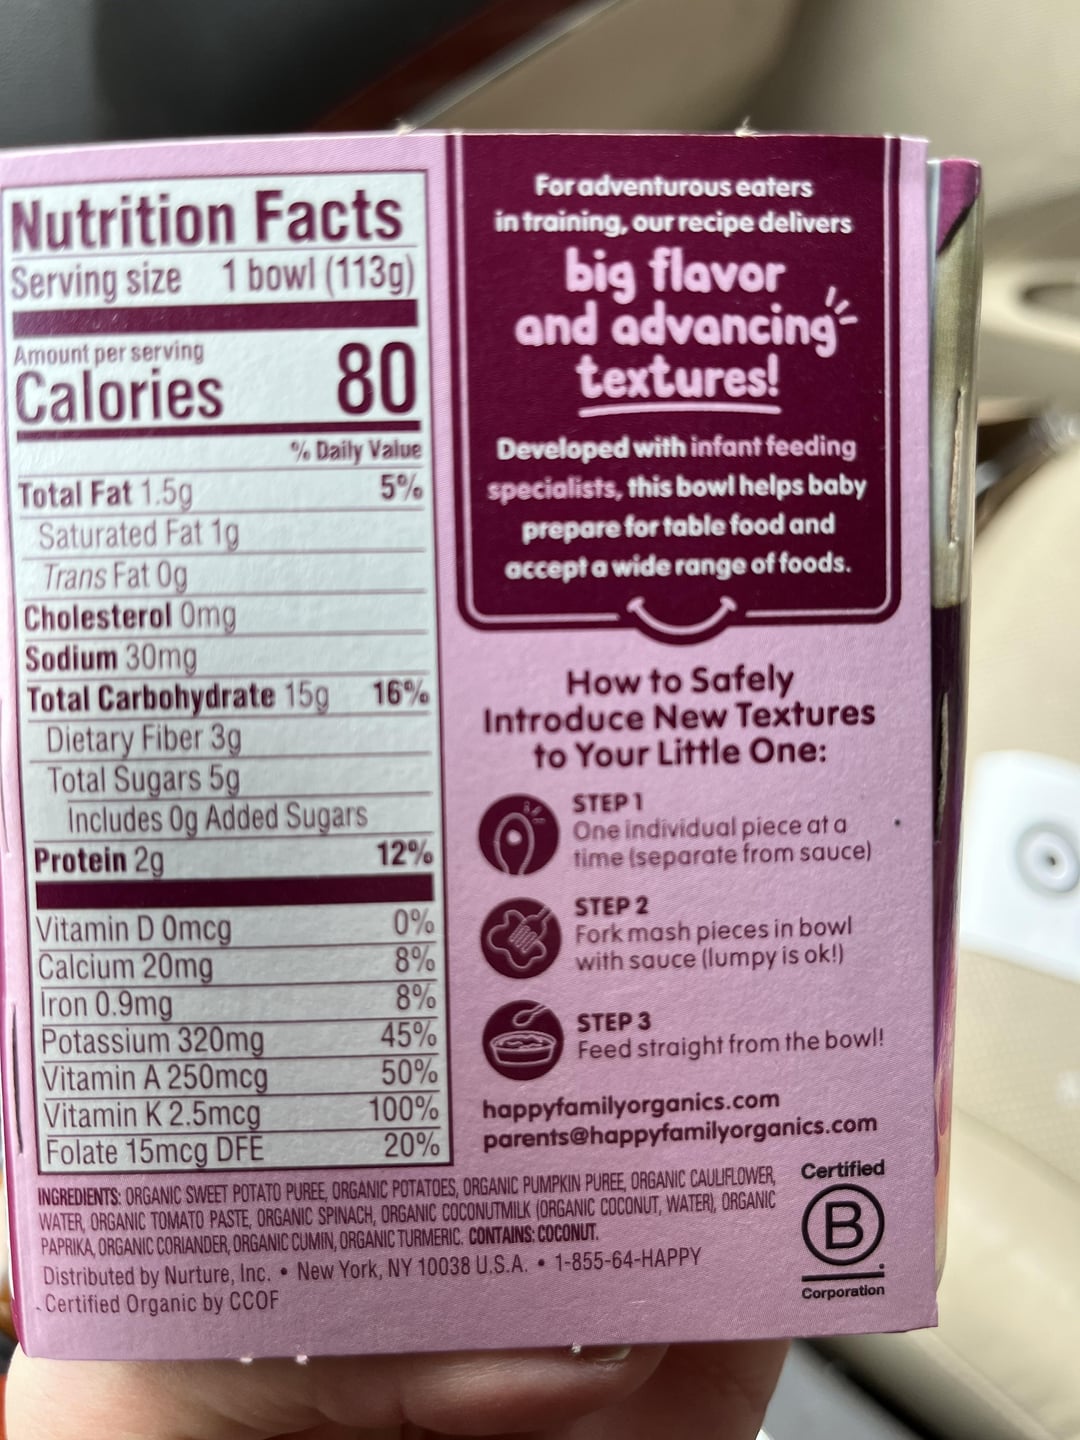 Nutrition Facts
Serving size 1 bowl (113g)
Amount per serving
Calories 80
% Daily Value
Total Fat 1.5g 5%
Saturated Fat 1g
Trans Fat 0g
Cholesterol 0mg
Sodium 30mg
Total Carbohydrate 15g 16%
Dietary Fiber 3g
Total Sugars 5g
Includes 0g Added Sugars
Protein 2g 12%
Vitamin D 0mcg 0%
Calcium 20mg 8%
Iron 0.9mg 8%
Potassium 320mg 45%
Vitamin A 250mcg 50%
Vitamin K 2.5mcg 100%
Folate 15mcg DFE 20%
For adventurous eaters
in training, our recipe delivers
big flavor
and advancing
textures!
Developed with infant feeding
specialists, this bowl helps baby
prepare for table food and
accept a wide range of foods.
How to Safely
Introduce New Textures
to Your Little One:
STEP 1
One individual piece at a
time (separate from sauce)
STEP 2
Fork mash pieces in bowl
with sauce (lumpy is ok!)
STEP 3
Feed straight from the bowl!
happyfamilyorganics.com
parents@happyfamilyorganics.com
INGREDIENTS: ORGANIC SWEET POTATO PUREE, ORGANIC POTATOES, ORGANIC PUMPKIN PUREE, ORGANIC CAULIFLOWER,
WATER, ORGANIC TOMATO PASTE, ORGANIC SPINACH, ORGANIC COCONUTMILK (ORGANIC COCONUT, WATER), ORGANIC
PAPRIKA, ORGANIC CORIANDER, ORGANIC CUMIN, ORGANIC TURMERIC. CONTAINS: COCONUT.
Distributed by Nurture, Inc. • New York, NY 10038 U.S.A. • 1-855-64-HAPPY
Certified Organic by CCOF
Certified
B
Corporation